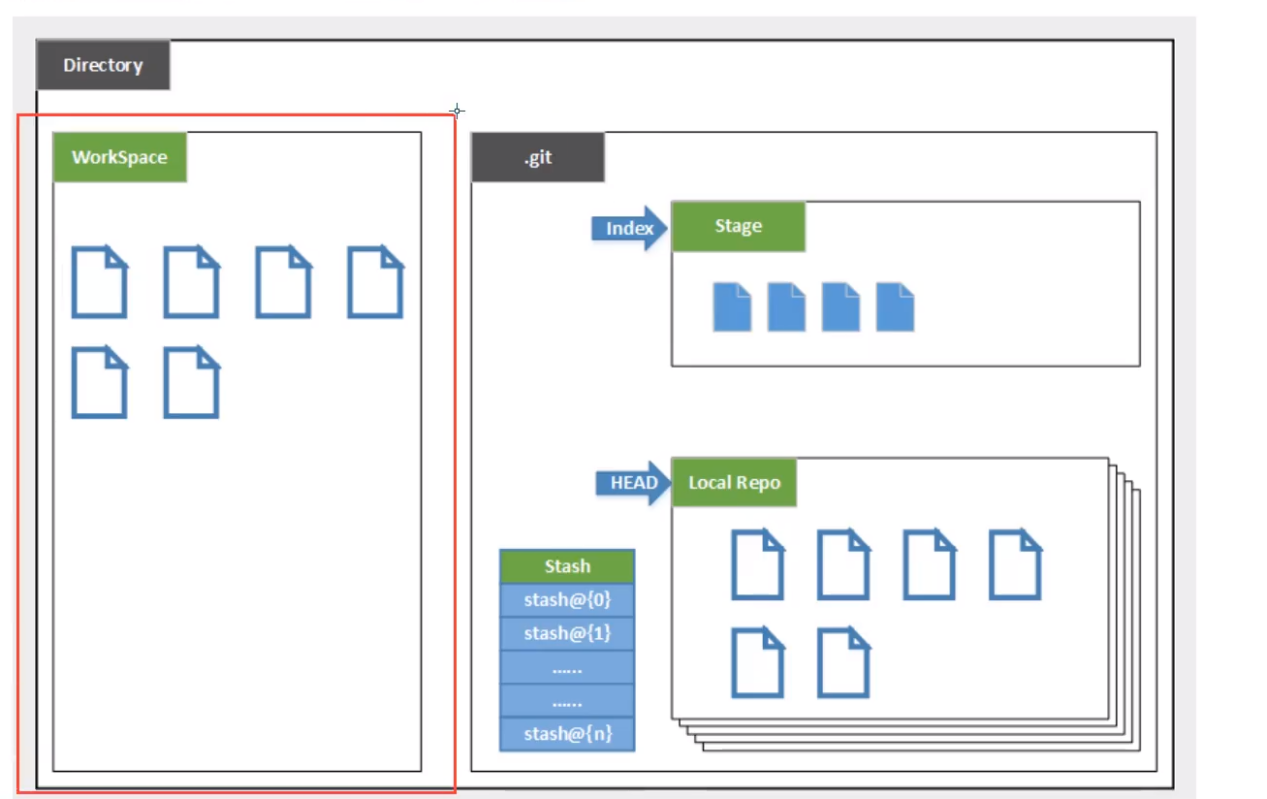 Directory
WorkSpace
.git
Index
Stage
HEAD
Local Repo
Stash
stash@{0}
stash@{1}
......
......
stash@{n}